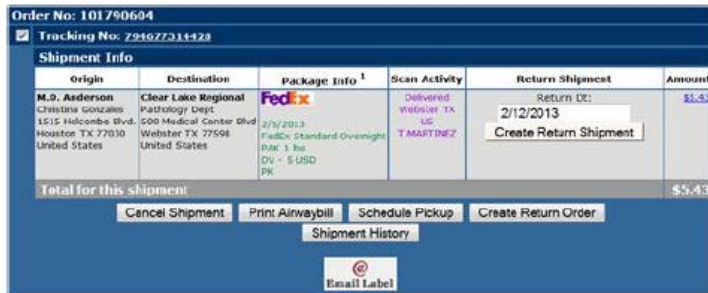 Order No: 101790604
Tracking No: 794677314428
Shipment Info
Origin Destination Package Info 1 Scan Activity Return Shipment Amount
M.D. Anderson
Christina Gonzales
1515 Holcombe Blvd.
Houston TX 77030
United States
Clear Lake Regional
Pathology Dept
500 Medical Center Blvd
Webster TX 77598
United States
FedEx
2/5/2013
FedEx Standard Overnight
PAK 1 lbs
DV - 5 USD
PK
Delivered
Webster TX
US
T MARTINEZ
Return Dt:
2/12/2013
Create Return Shipment
$5.43
Total for this shipment $5.43
Cancel Shipment Print Airwaybill Schedule Pickup Create Return Order
Shipment History
@
Email Label